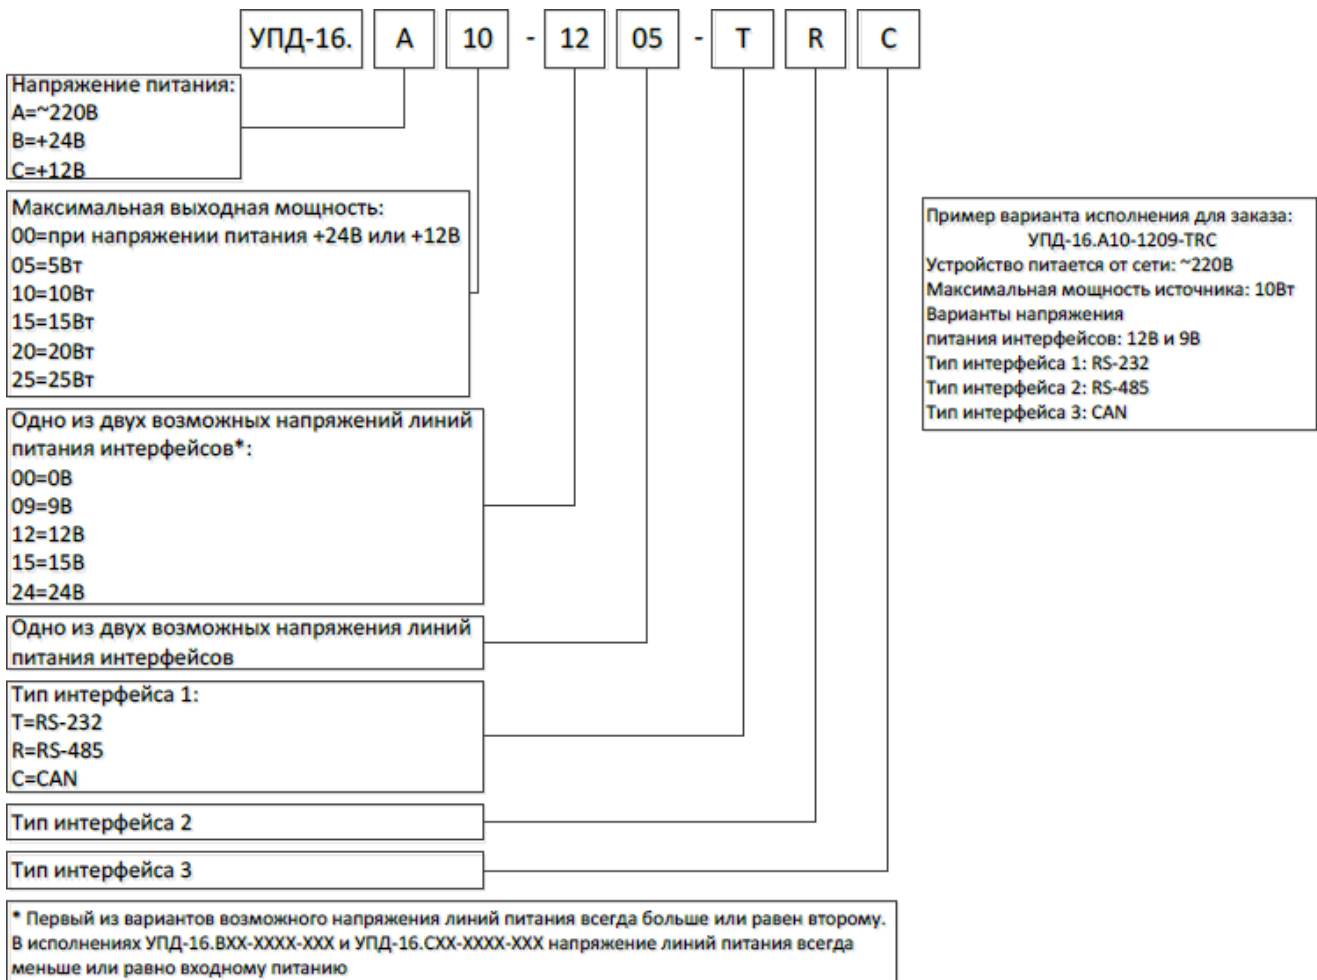 УПД-16. А 10 - 12 05 - T R C
Напряжение питания:
А=~220В
В=+24В
С=+12В
Максимальная выходная мощность:
00=при напряжении питания +24В или +12В
05=5Вт
10=10Вт
15=15Вт
20=20Вт
25=25Вт
Одно из двух возможных напряжений линий
питания интерфейсов*:
00=0В
09=9В
12=12В
15=15В
24=24В
Одно из двух возможных напряжения линий
питания интерфейсов
Тип интерфейса 1:
T=RS-232
R=RS-485
C=CAN
Тип интерфейса 2
Тип интерфейса 3
* Первый из вариантов возможного напряжения линий питания всегда больше или равен второму.
В исполнениях УПД-16.BXX-XXXX-XXX и УПД-16.CXX-XXXX-XXX напряжение линий питания всегда
меньше или равно входному питанию
Пример варианта исполнения для заказа:
УПД-16.А10-1209-TRC
Устройство питается от сети: ~220В
Максимальная мощность источника: 10Вт
Варианты напряжения
питания интерфейсов: 12В и 9В
Тип интерфейса 1: RS-232
Тип интерфейса 2: RS-485
Тип интерфейса 3: CAN